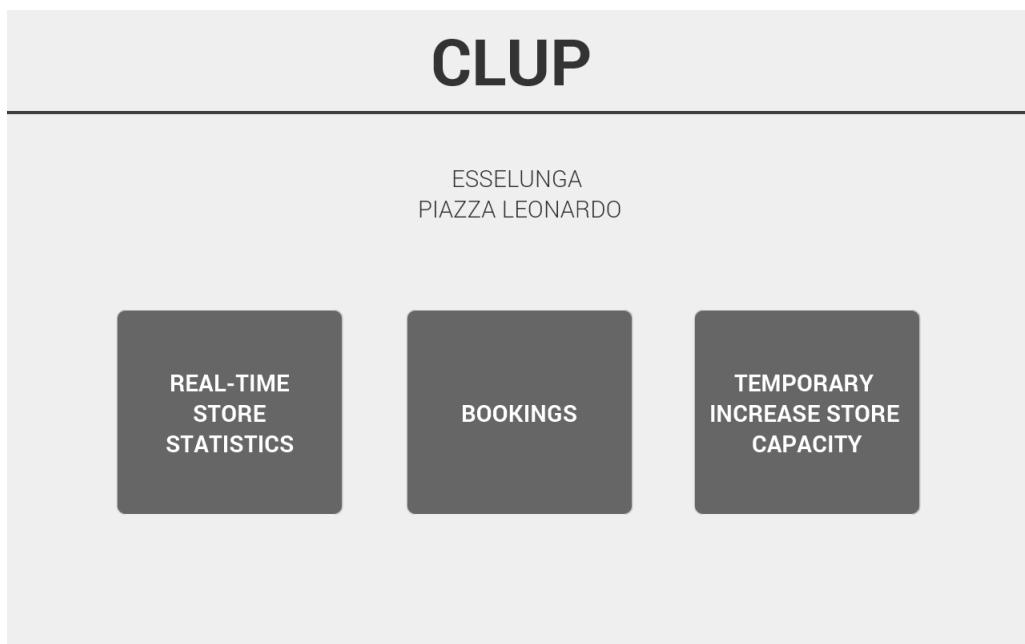 CLUP
ESSELUNGA
PIAZZA LEONARDO
REAL-TIME
STORE
STATISTICS
BOOKINGS
TEMPORARY
INCREASE STORE
CAPACITY